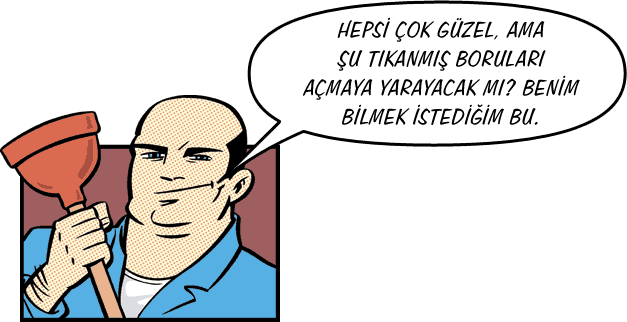 HEPSİ ÇOK GÜZEL, AMA
ŞU TIKANMIŞ BORULARI
AÇMAYA YARAYACAK MI? BENİM
BİLMEK İSTEDİĞİM BU.